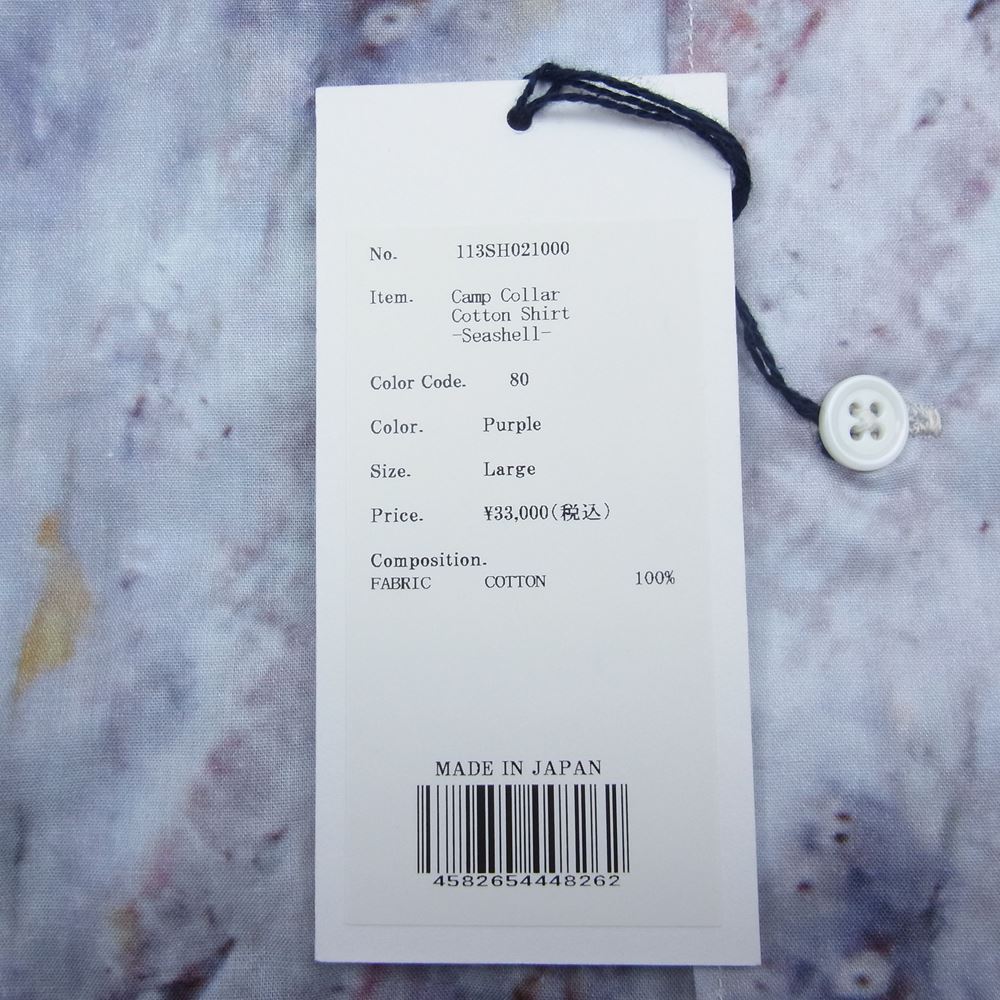 No. 113SH021000
Item. Camp Collar
Cotton Shirt
-Seashell-
Color Code. 80
Color. Purple
Size. Large
Price. ¥33,000(税込)
Composition.
FABRIC COTTON 100%
MADE IN JAPAN
4582654448262